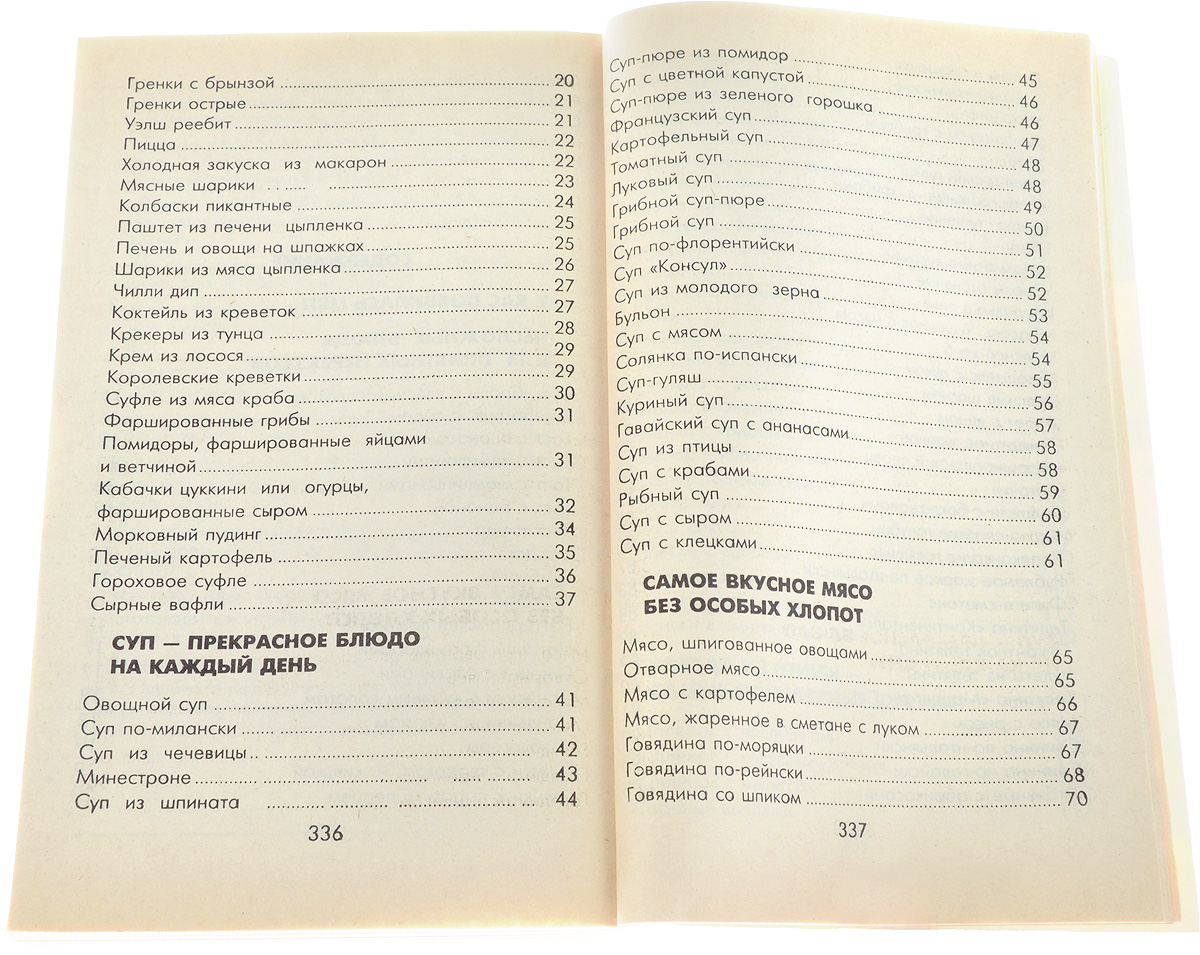 Гренки с брынзой ........ 20
Гренки острые ........ 21
Уэлш реебит ........ 21
Пицца ........ 22
Холодная закуска из макарон ........ 22
Мясные шарики ........ 23
Колбаски пикантные ........ 24
Паштет из печени цыпленка ........ 25
Печень и овощи на шпажках ........ 25
Шарики из мяса цыпленка ........ 26
Чилли дип ........ 27
Коктейль из креветок ........ 27
Крекеры из тунца ........ 28
Крем из лосося ........ 29
Королевские креветки ........ 29
Суфле из мяса краба ........ 30
Фаршированные грибы ........ 31
Помидоры, фаршированные яйцами
и ветчиной ........ 31
Кабачки цуккини или огурцы,
фаршированные сыром ........ 32
Морковный пудинг ........ 34
Печеный картофель ........ 35
Гороховое суфле ........ 36
Сырные вафли ........ 37
СУП — ПРЕКРАСНОЕ БЛЮДО
НА КАЖДЫЙ ДЕНЬ
Овощной суп ........ 41
Суп по-милански ........ 41
Суп из чечевицы ........ 42
Минестроне ........ 43
Суп из шпината ........ 44
336
Суп-пюре из помидор ........ 45
Суп с цветной капустой ........ 46
Суп-пюре из зеленого горошка ........ 46
Французский суп ........ 47
Картофельный суп ........ 48
Томатный суп ........ 48
Луковый суп ........ 49
Грибной суп-пюре ........ 50
Грибной суп ........ 51
Суп по-флорентийски ........ 52
Суп «Консул» ........ 52
Суп из молодого зерна ........ 53
Бульон ........ 54
Суп с мясом ........ 54
Солянка по-испански ........ 55
Суп-гуляш ........ 56
Куриный суп ........ 57
Гавайский суп с ананасами ........ 58
Суп из птицы ........ 58
Суп с крабами ........ 59
Рыбный суп ........ 60
Суп с сыром ........ 61
Суп с клецками ........ 61
САМОЕ ВКУСНОЕ МЯСО
БЕЗ ОСОБЫХ ХЛОПОТ
Мясо, шпигованное овощами ........ 65
Отварное мясо ........ 65
Мясо с картофелем ........ 66
Мясо, жаренное в сметане с луком ........ 67
Говядина по-моряцки ........ 67
Говядина по-рейнски ........ 68
Говядина со шпиком ........ 70
337